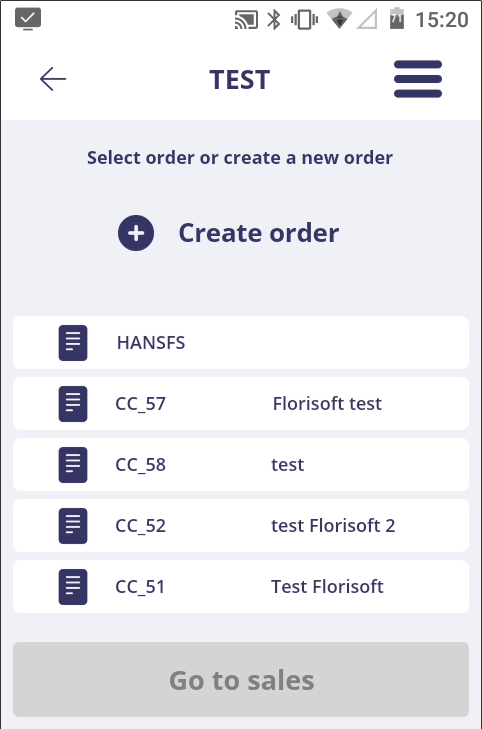 15:20
TEST
Select order or create a new order
Create order
HANSFS
CC_57 Florisoft test
CC_58 test
CC_52 test Florisoft 2
CC_51 Test Florisoft
Go to sales